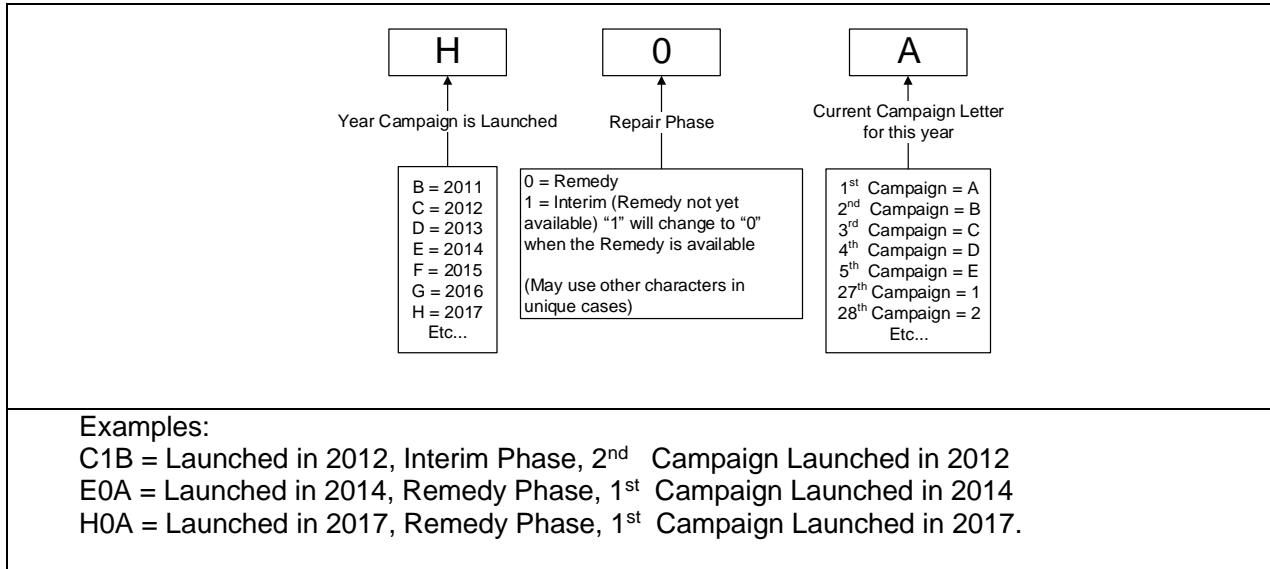 H
0
A
Year Campaign is Launched
Repair Phase
Current Campaign Letter
for this year
B = 2011
C = 2012
D = 2013
E = 2014
F = 2015
G = 2016
H = 2017
Etc...
0 = Remedy
1 = Interim (Remedy not yet
available) “1” will change to “0”
when the Remedy is available
(May use other characters in
unique cases)
1st Campaign = A
2nd Campaign = B
3rd Campaign = C
4th Campaign = D
5th Campaign = E
27th Campaign = 1
28th Campaign = 2
Etc...
Examples:
C1B = Launched in 2012, Interim Phase, 2nd Campaign Launched in 2012
E0A = Launched in 2014, Remedy Phase, 1st Campaign Launched in 2014
H0A = Launched in 2017, Remedy Phase, 1st Campaign Launched in 2017.